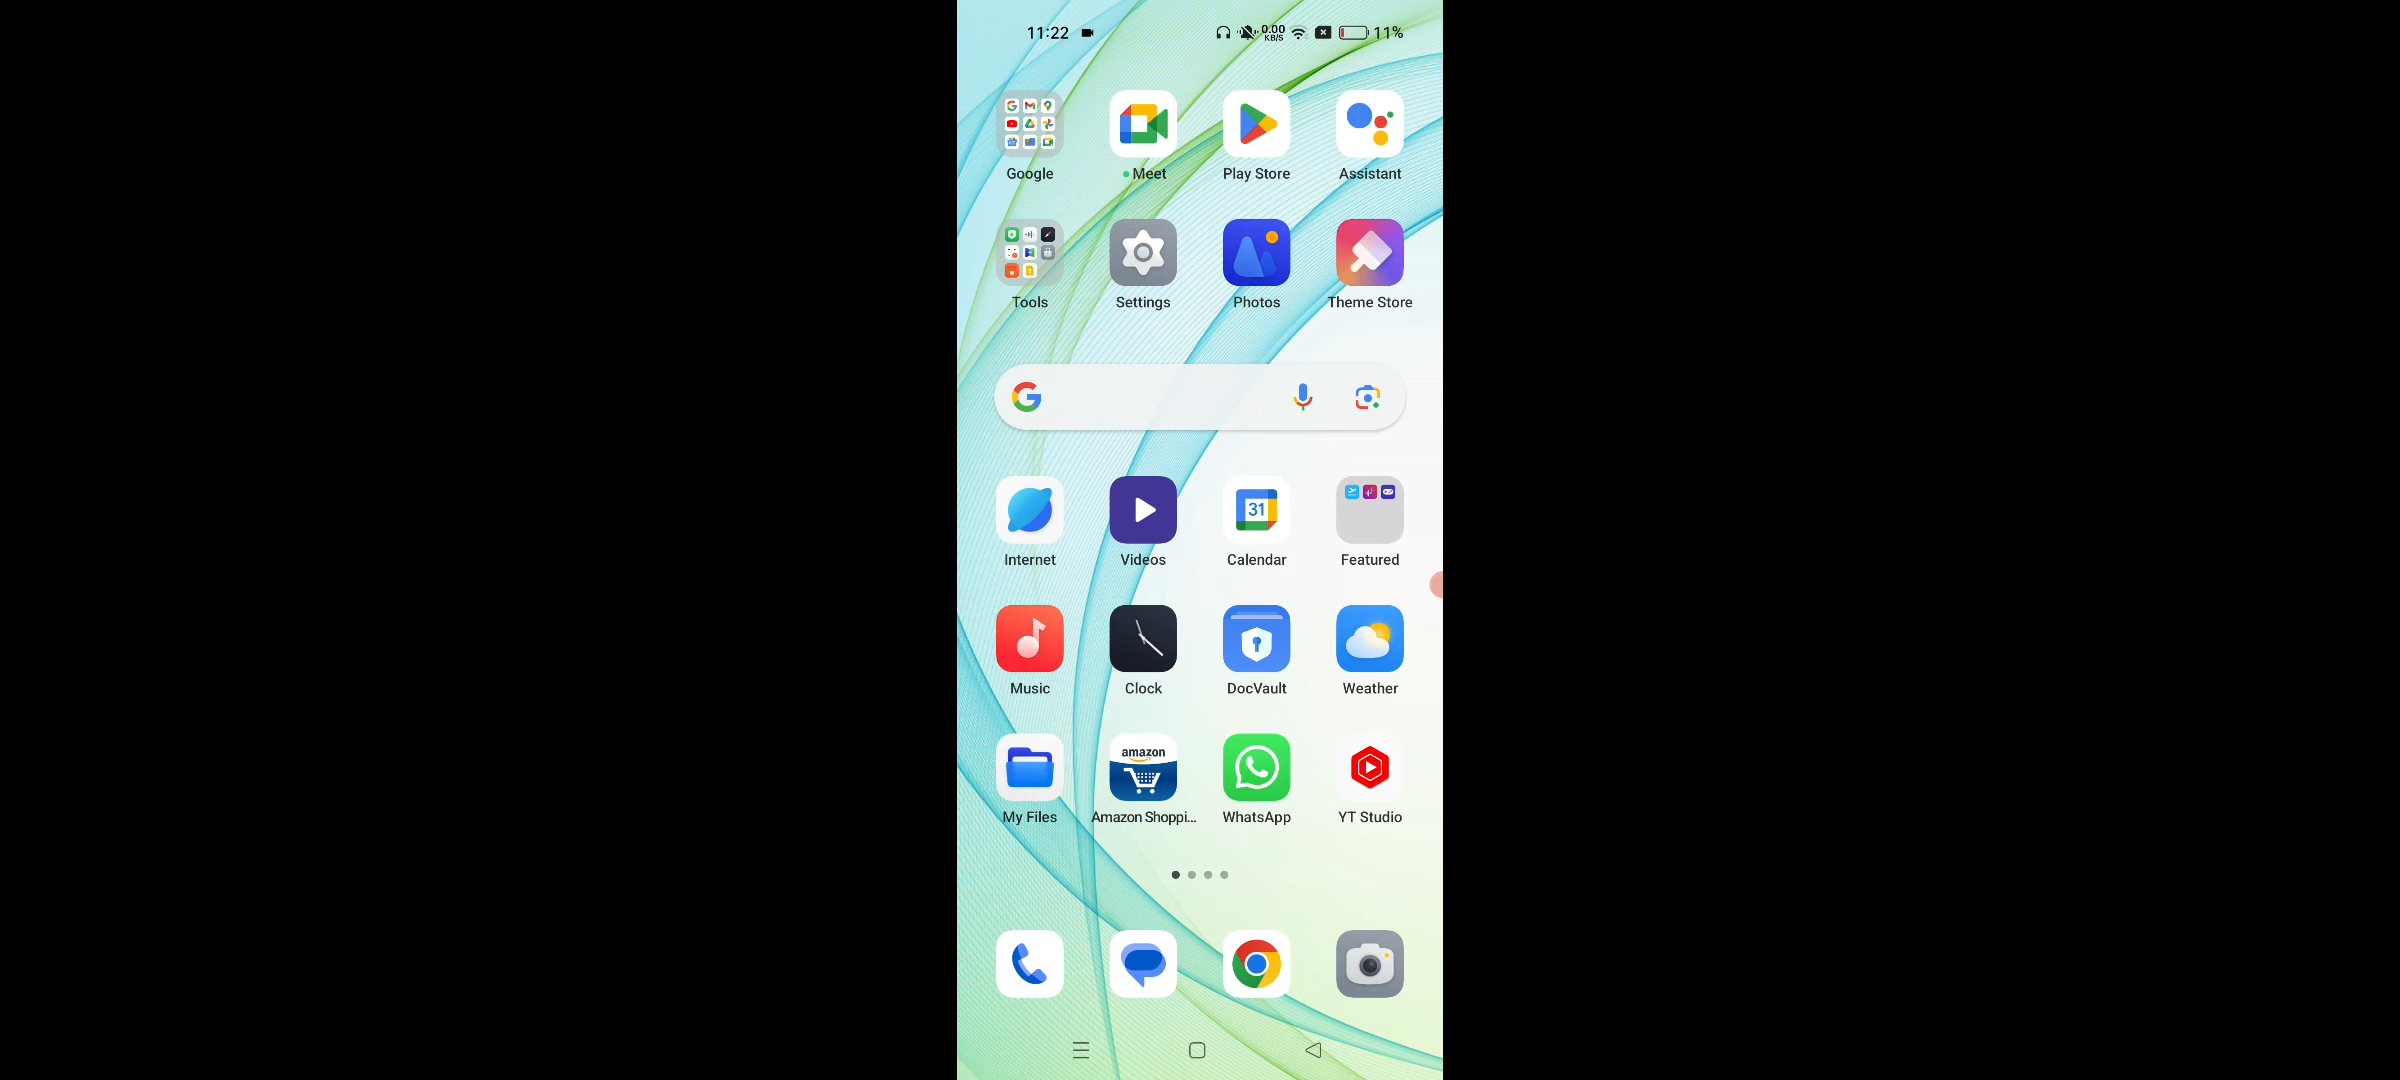 11:22 0.00 KB/S 11%
Google Meet Play Store Assistant
Tools Settings Photos Theme Store
31
Internet Videos Calendar Featured
Music Clock DocVault Weather
amazon
My Files Amazon Shoppi... WhatsApp YT Studio